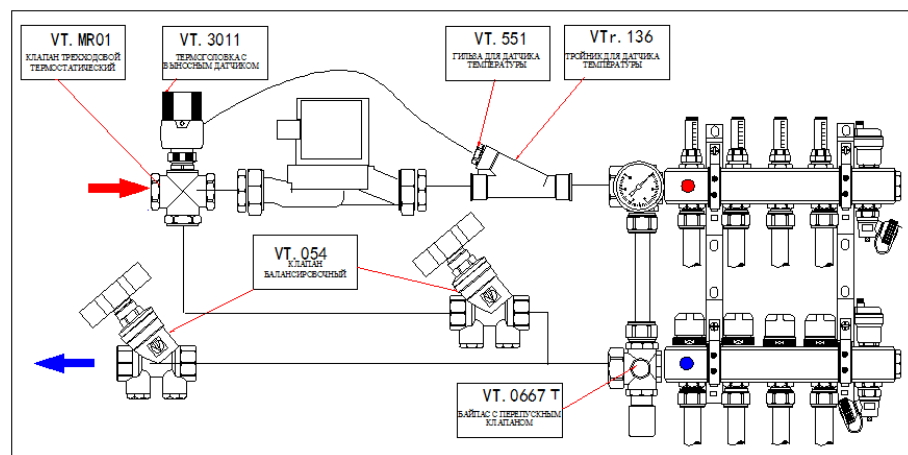 VT. MR01
КЛАПАН ТРЕХХОДОВОЙ
ТЕРМОСТАТИЧЕСКИЙ
VT. 3011
ТЕРМОГОЛОВКА С
ВЫНОСНЫМ ДАТЧИКОМ
VT. 551
ГИЛЬЗА ДЛЯ ДАТЧИКА
ТЕМПЕРАТУРЫ
VTr. 136
ТРОЙНИК ДЛЯ ДАТЧИКА
ТЕМПЕРАТУРЫ
VT. 054
КЛАПАН
БАЛАНСИРОВОЧНЫЙ
VT. 0667 T
БАЙПАС С ПЕРЕПУСКНЫМ
КЛАПАНОМ